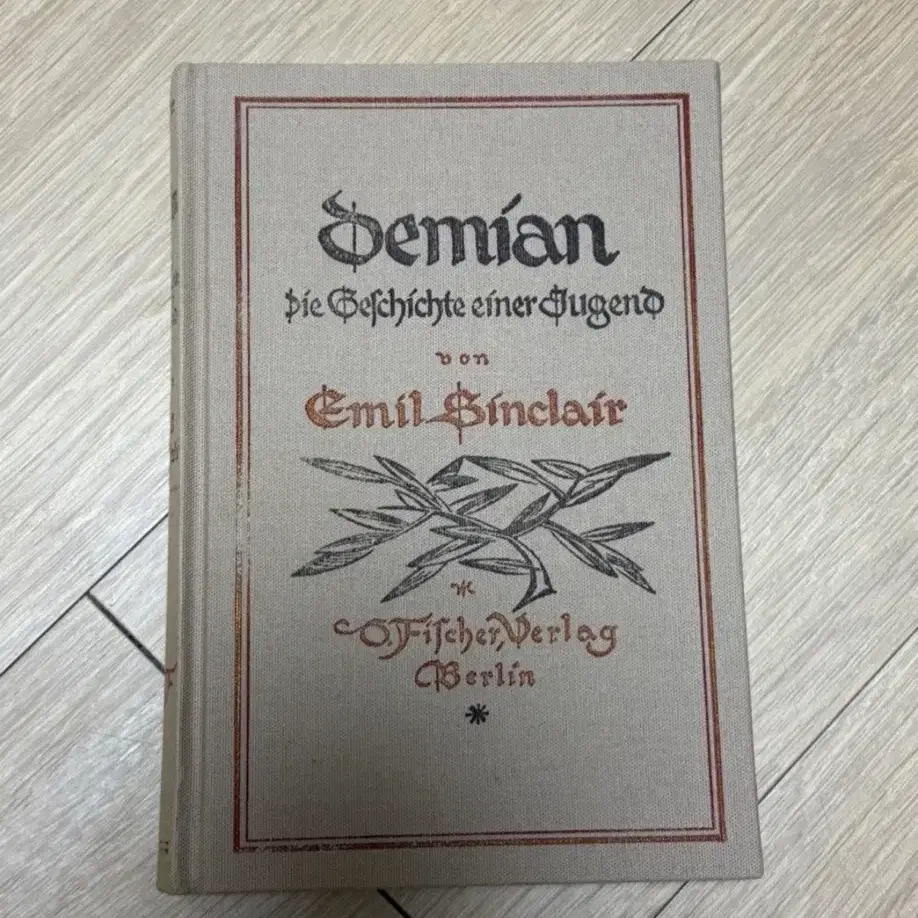 Demian
Die Geschichte einer Jugend
von
Emil Sinclair
S. Fischer, Verlag
Berlin